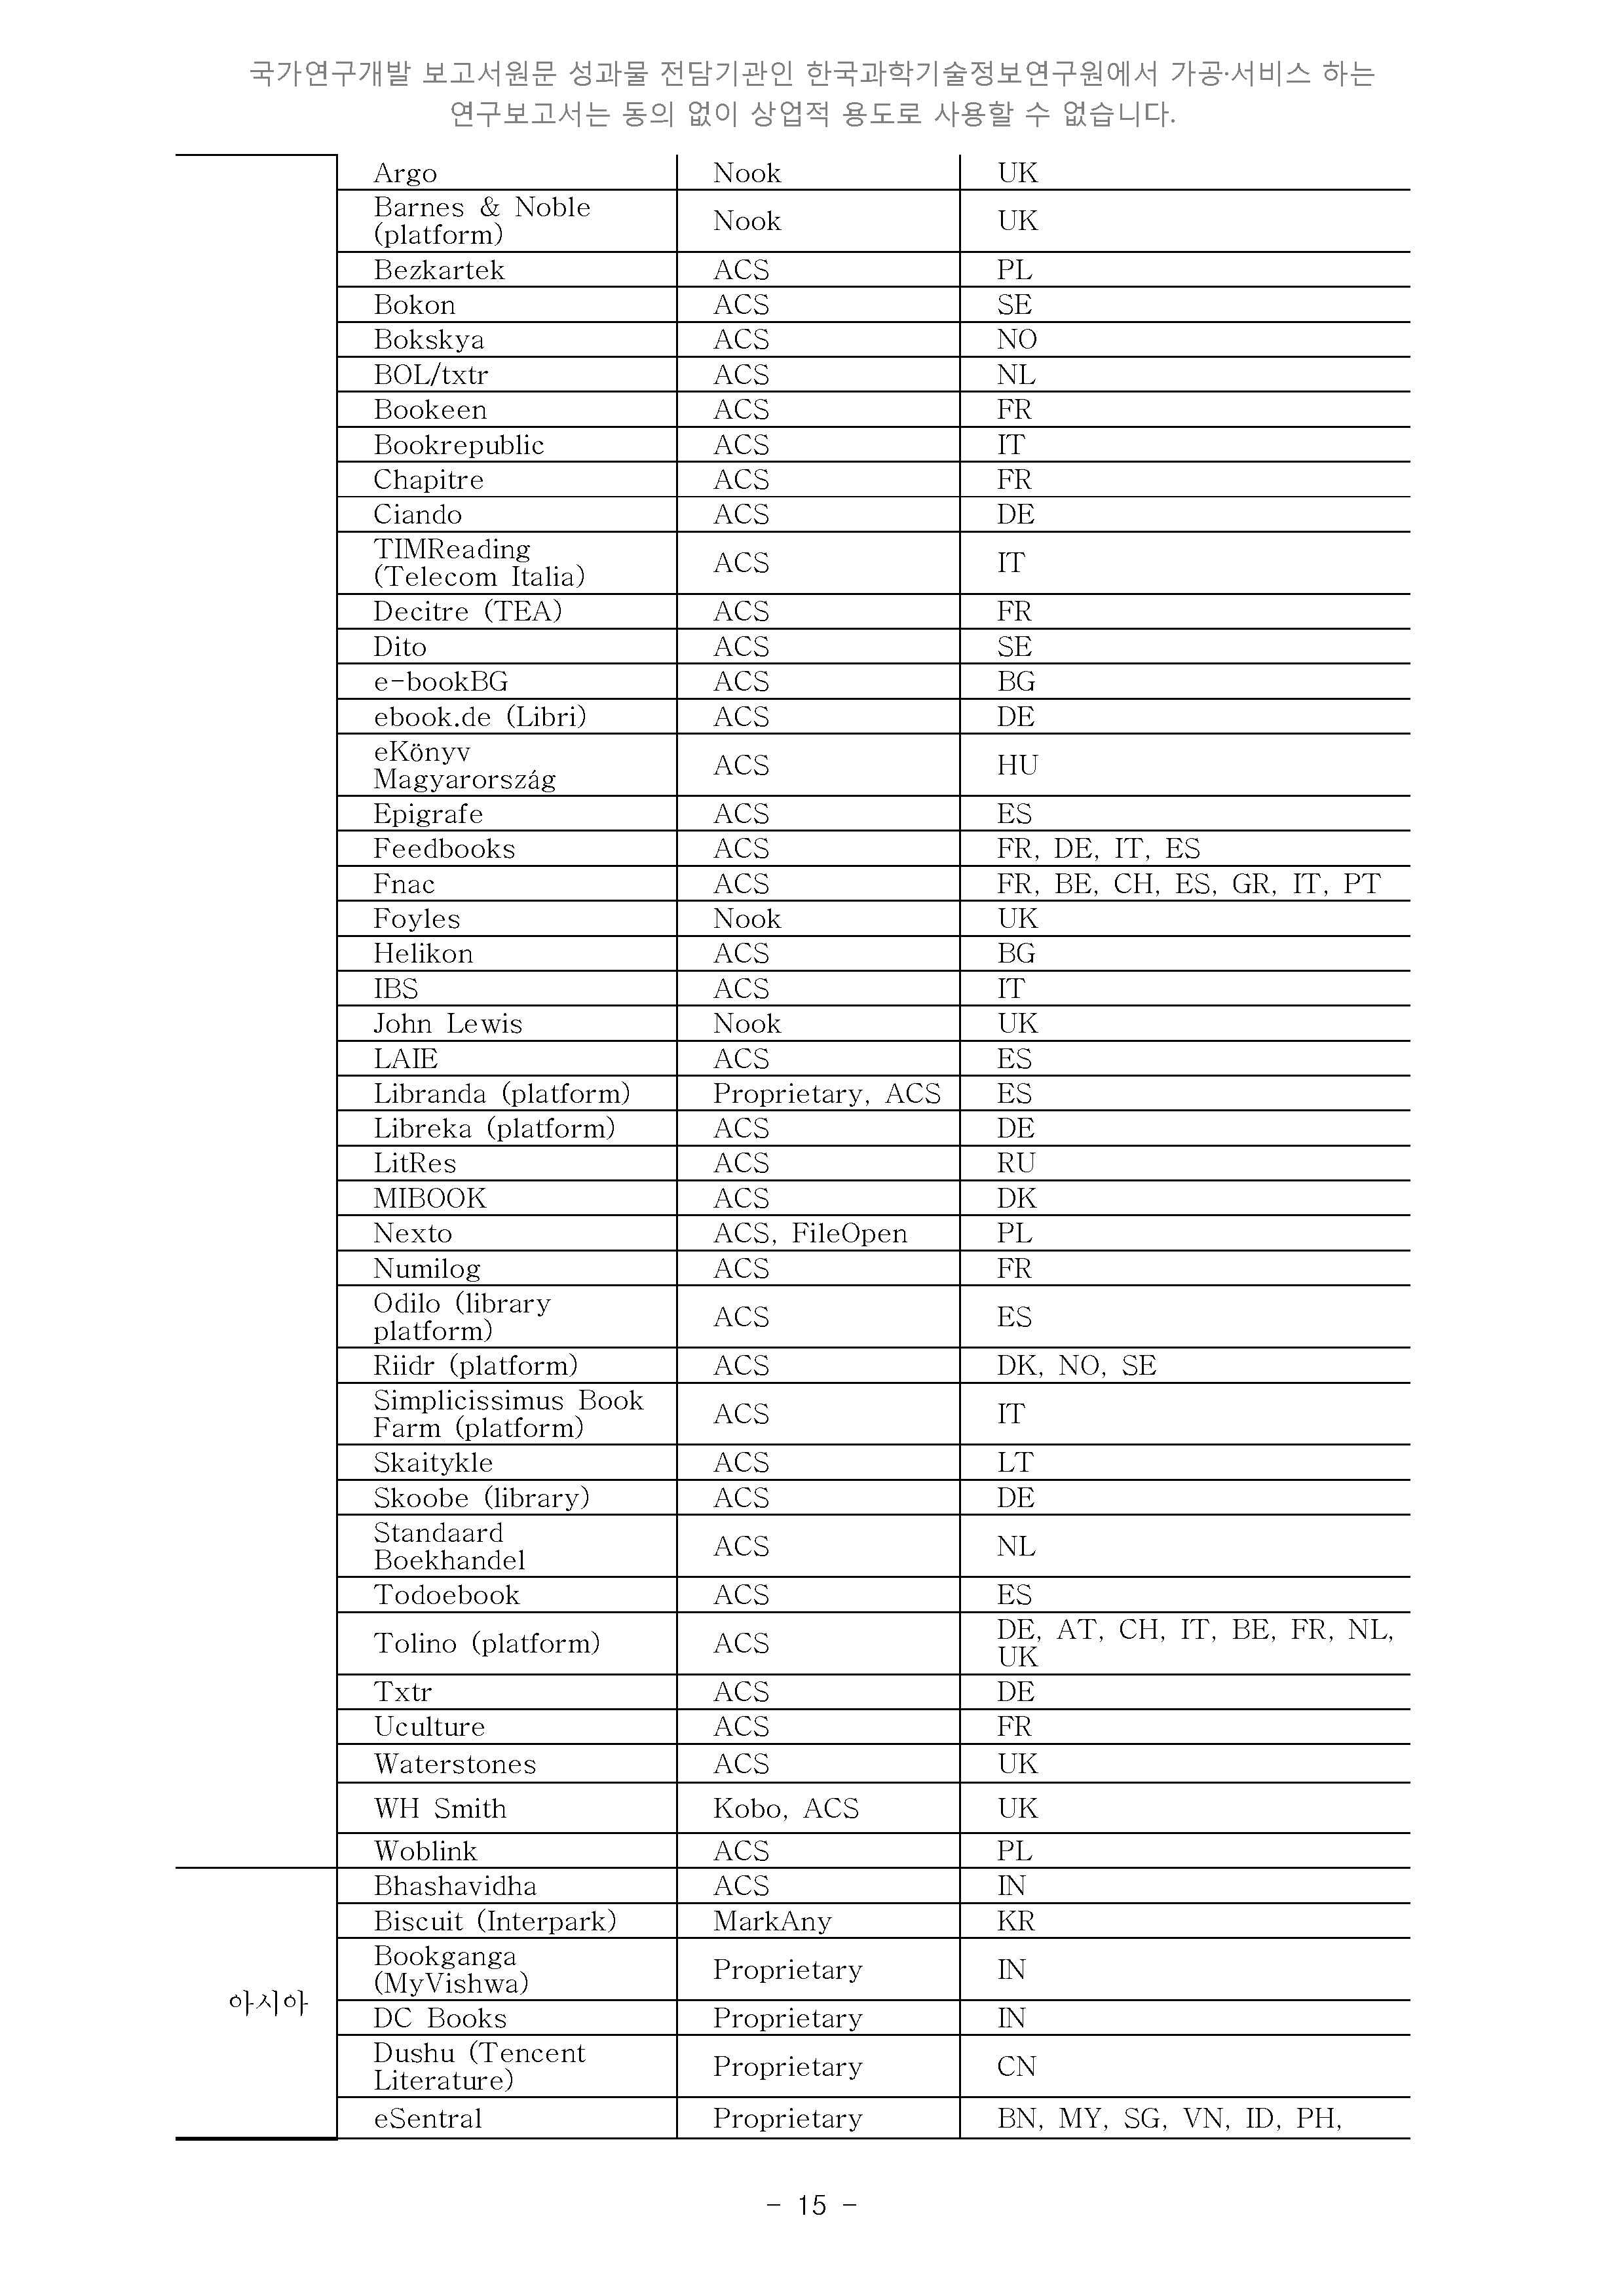 국가연구개발 보고서원문 성과물 전담기관인 한국과학기술정보연구원에서 가공·서비스 하는
연구보고서는 동의 없이 상업적 용도로 사용할 수 없습니다.
Argo Nook UK
Barnes & Noble
(platform) Nook UK
Bezkartek ACS PL
Bokon ACS SE
Bokskya ACS NO
BOL/txtr ACS NL
Bookeen ACS FR
Bookrepublic ACS IT
Chapitre ACS FR
Ciando ACS DE
TIMReading
(Telecom Italia) ACS IT
Decitre (TEA) ACS FR
Dito ACS SE
e-bookBG ACS BG
ebook.de (Libri) ACS DE
eKönyv
Magyarország ACS HU
Epigrafe ACS ES
Feedbooks ACS FR, DE, IT, ES
Fnac ACS FR, BE, CH, ES, GR, IT, PT
Foyles Nook UK
Helikon ACS BG
IBS ACS IT
John Lewis Nook UK
LAIE ACS ES
Libranda (platform) Proprietary, ACS ES
Libreka (platform) ACS DE
LitRes ACS RU
MIBOOK ACS DK
Nexto ACS, FileOpen PL
Numilog ACS FR
Odilo (library
platform) ACS ES
Riidr (platform) ACS DK, NO, SE
Simplicissimus Book
Farm (platform) ACS IT
Skaitykle ACS LT
Skoobe (library) ACS DE
Standaard
Boekhandel ACS NL
Todoebook ACS ES
Tolino (platform) ACS DE, AT, CH, IT, BE, FR, NL,
UK
Txtr ACS DE
Uculture ACS FR
Waterstones ACS UK
WH Smith Kobo, ACS UK
Woblink ACS PL
아시아
Bhashavidha ACS IN
Biscuit (Interpark) MarkAny KR
Bookganga
(MyVishwa) Proprietary IN
DC Books Proprietary IN
Dushu (Tencent
Literature) Proprietary CN
eSentral Proprietary BN, MY, SG, VN, ID, PH,
- 15 -